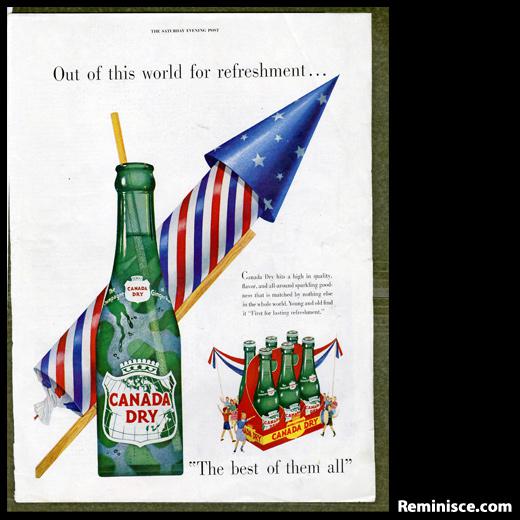 THE SATURDAY EVENING POST
Out of this world for refreshment...
CANADA
DRY
CANADA
DRY
Canada Dry hits a high in quality,
flavor, and all-around sparkling good-
ness that is matched by nothing else
in the whole world. Young and old find
it "First for lasting refreshment."
CANADA DRY
"The best of them all"
Reminisce.com